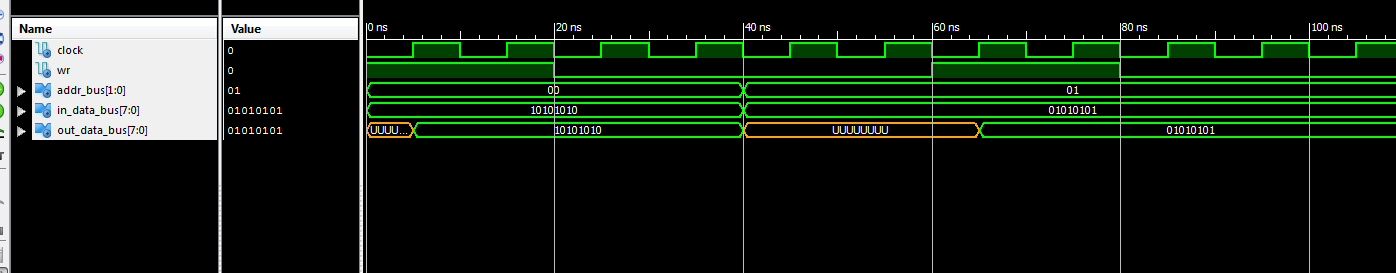 Name Value 0 ns 20 ns 40 ns 60 ns 80 ns 100 ns
clock 0
wr 0
addr_bus[1:0] 01 00 01
in_data_bus[7:0] 01010101 10101010 01010101
out_data_bus[7:0] 01010101 UUUU... 10101010 UUUUUUUU 01010101